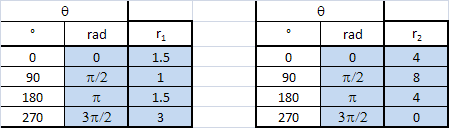 θ θ
° rad r₁ ° rad r₂
0 0 1.5 0 0 4
90 π/2 1 90 π/2 8
180 π 1.5 180 π 4
270 3π/2 3 270 3π/2 0